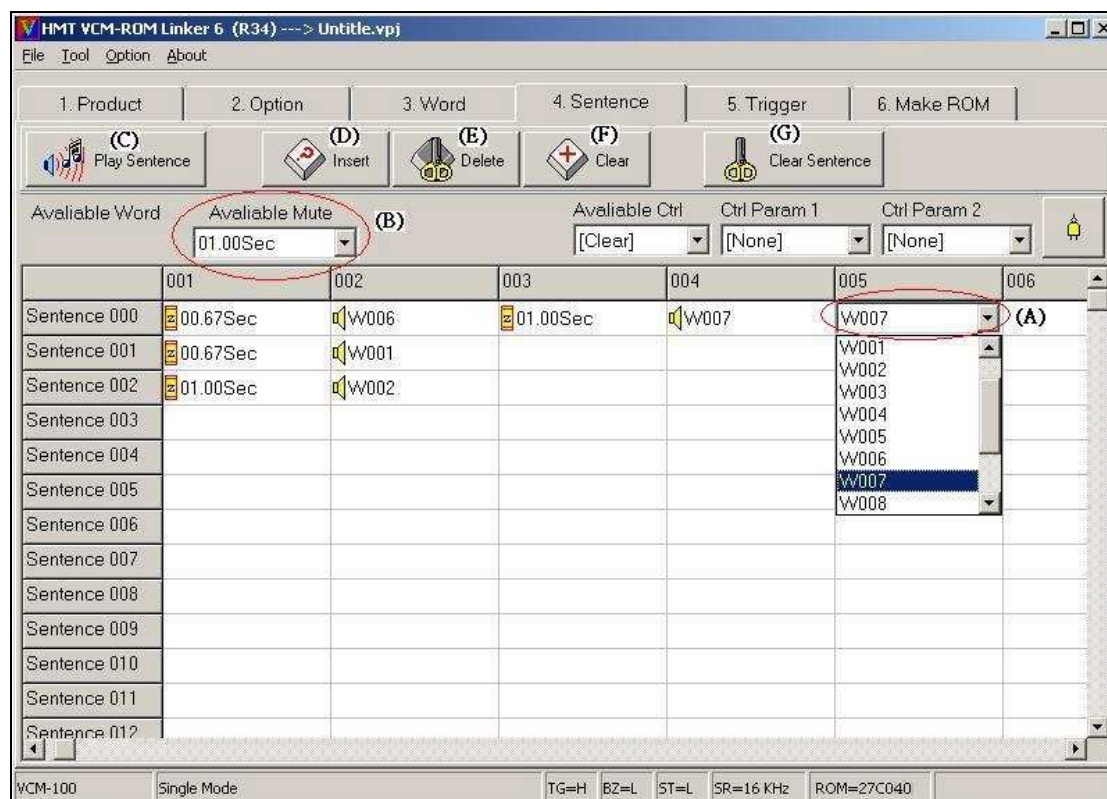 HMT VCM-ROM Linker 6 (R34) ---> Untitle.vpj
File Tool Option About
1. Product 2. Option 3. Word 4. Sentence 5. Trigger 6. Make ROM
(C) (D) (E) (F) (G)
Play Sentence Insert Delete Clear Clear Sentence
Avaliable Word Avaliable Mute (B) Avaliable Ctrl Ctrl Param 1 Ctrl Param 2
01.00Sec [Clear] [None] [None]
001 002 003 004 005 006
Sentence 000 z 00.67Sec W006 z 01.00Sec W007 W007 (A)
Sentence 001 z 00.67Sec W001 W001
W002
Sentence 002 z 01.00Sec W002 W003
Sentence 003 W004
W005
Sentence 004 W006
Sentence 005 W007
W008
Sentence 006
Sentence 007
Sentence 008
Sentence 009
Sentence 010
Sentence 011
Sentence 012
VCM-100 Single Mode TG=H BZ=L ST=L SR=16 KHz ROM=27C040